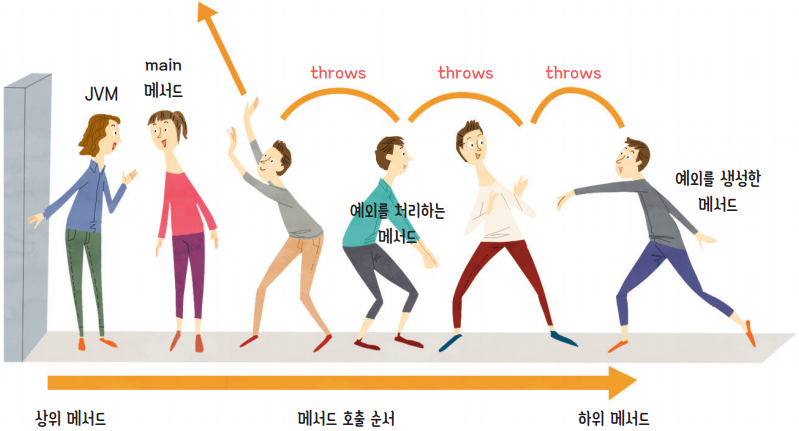 throws
throws
throws
main
메서드
JVM
예외를 생성한
메서드
예외를 처리하는
메서드
상위 메서드
메서드 호출 순서
하위 메서드